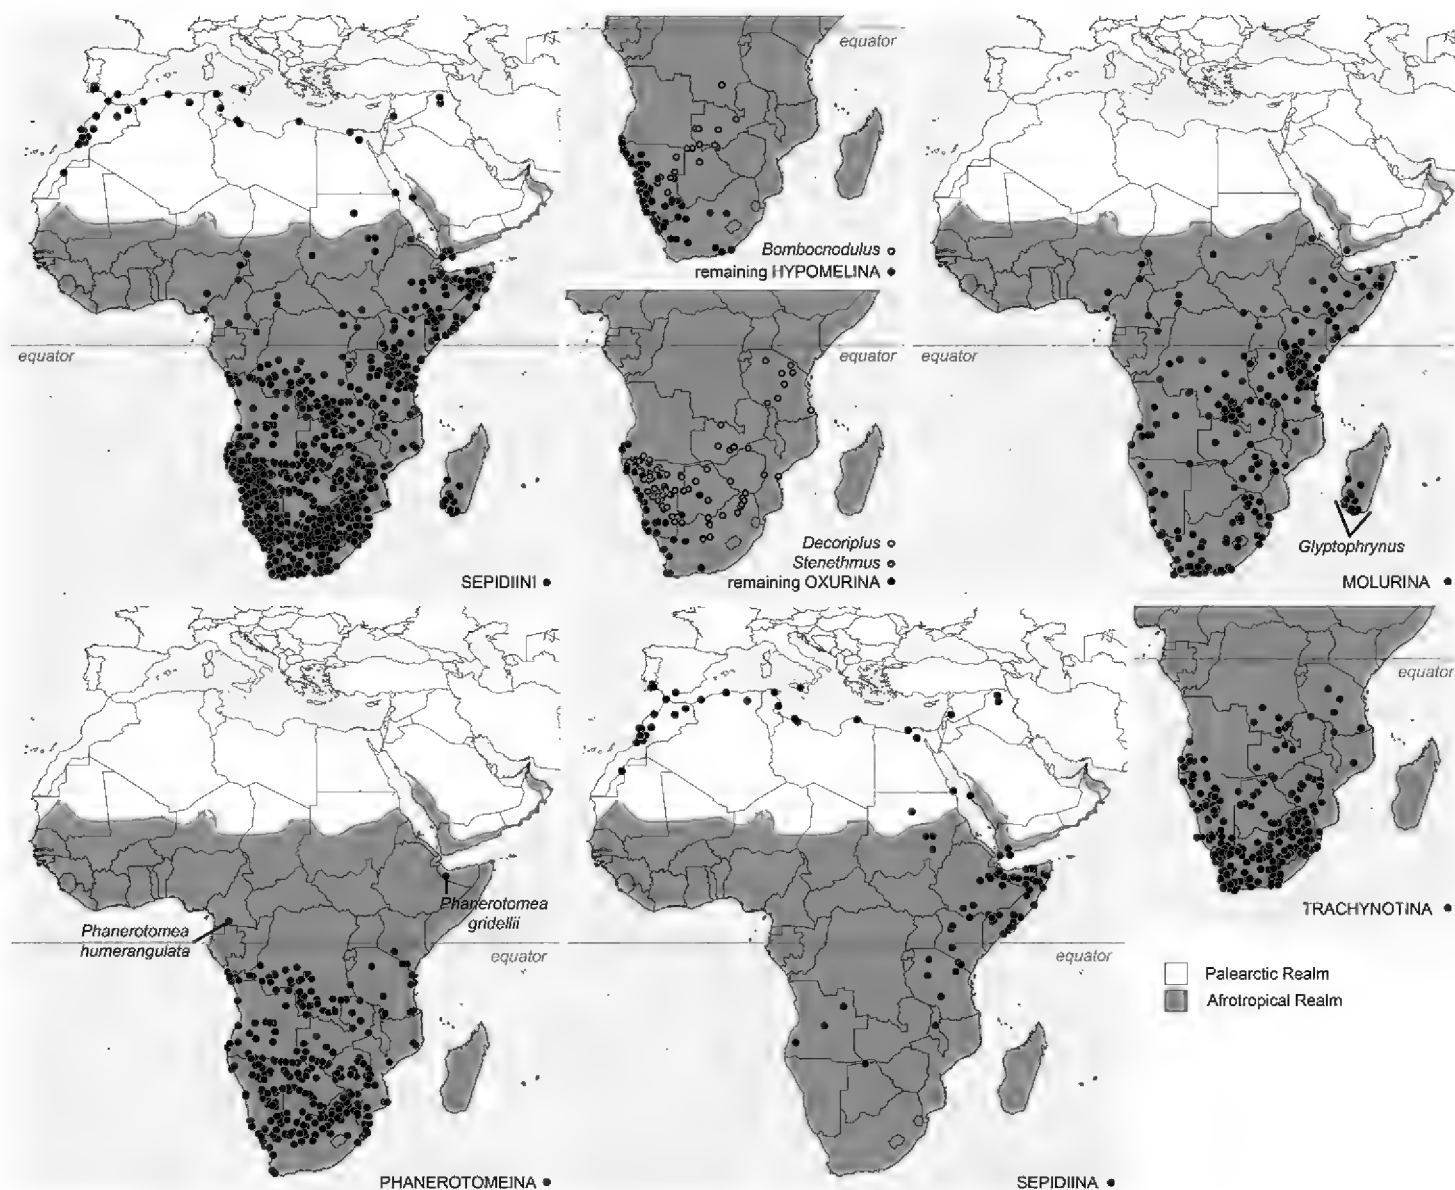 equator
SEPIDIINI
equator
Bombocnodulus
remaining HYPOMELINA
equator
Decoriplus
Stenethmus
remaining OXURINA
equator
Glyptophrynus
MOLURINA
Phanerotomea
humerangulata
Phanerotomea
gridellii
equator
PHANEROTOMEINA
equator
SEPIDIINA
equator
TRACHYNOTINA
Palearctic Realm
Afrotropical Realm